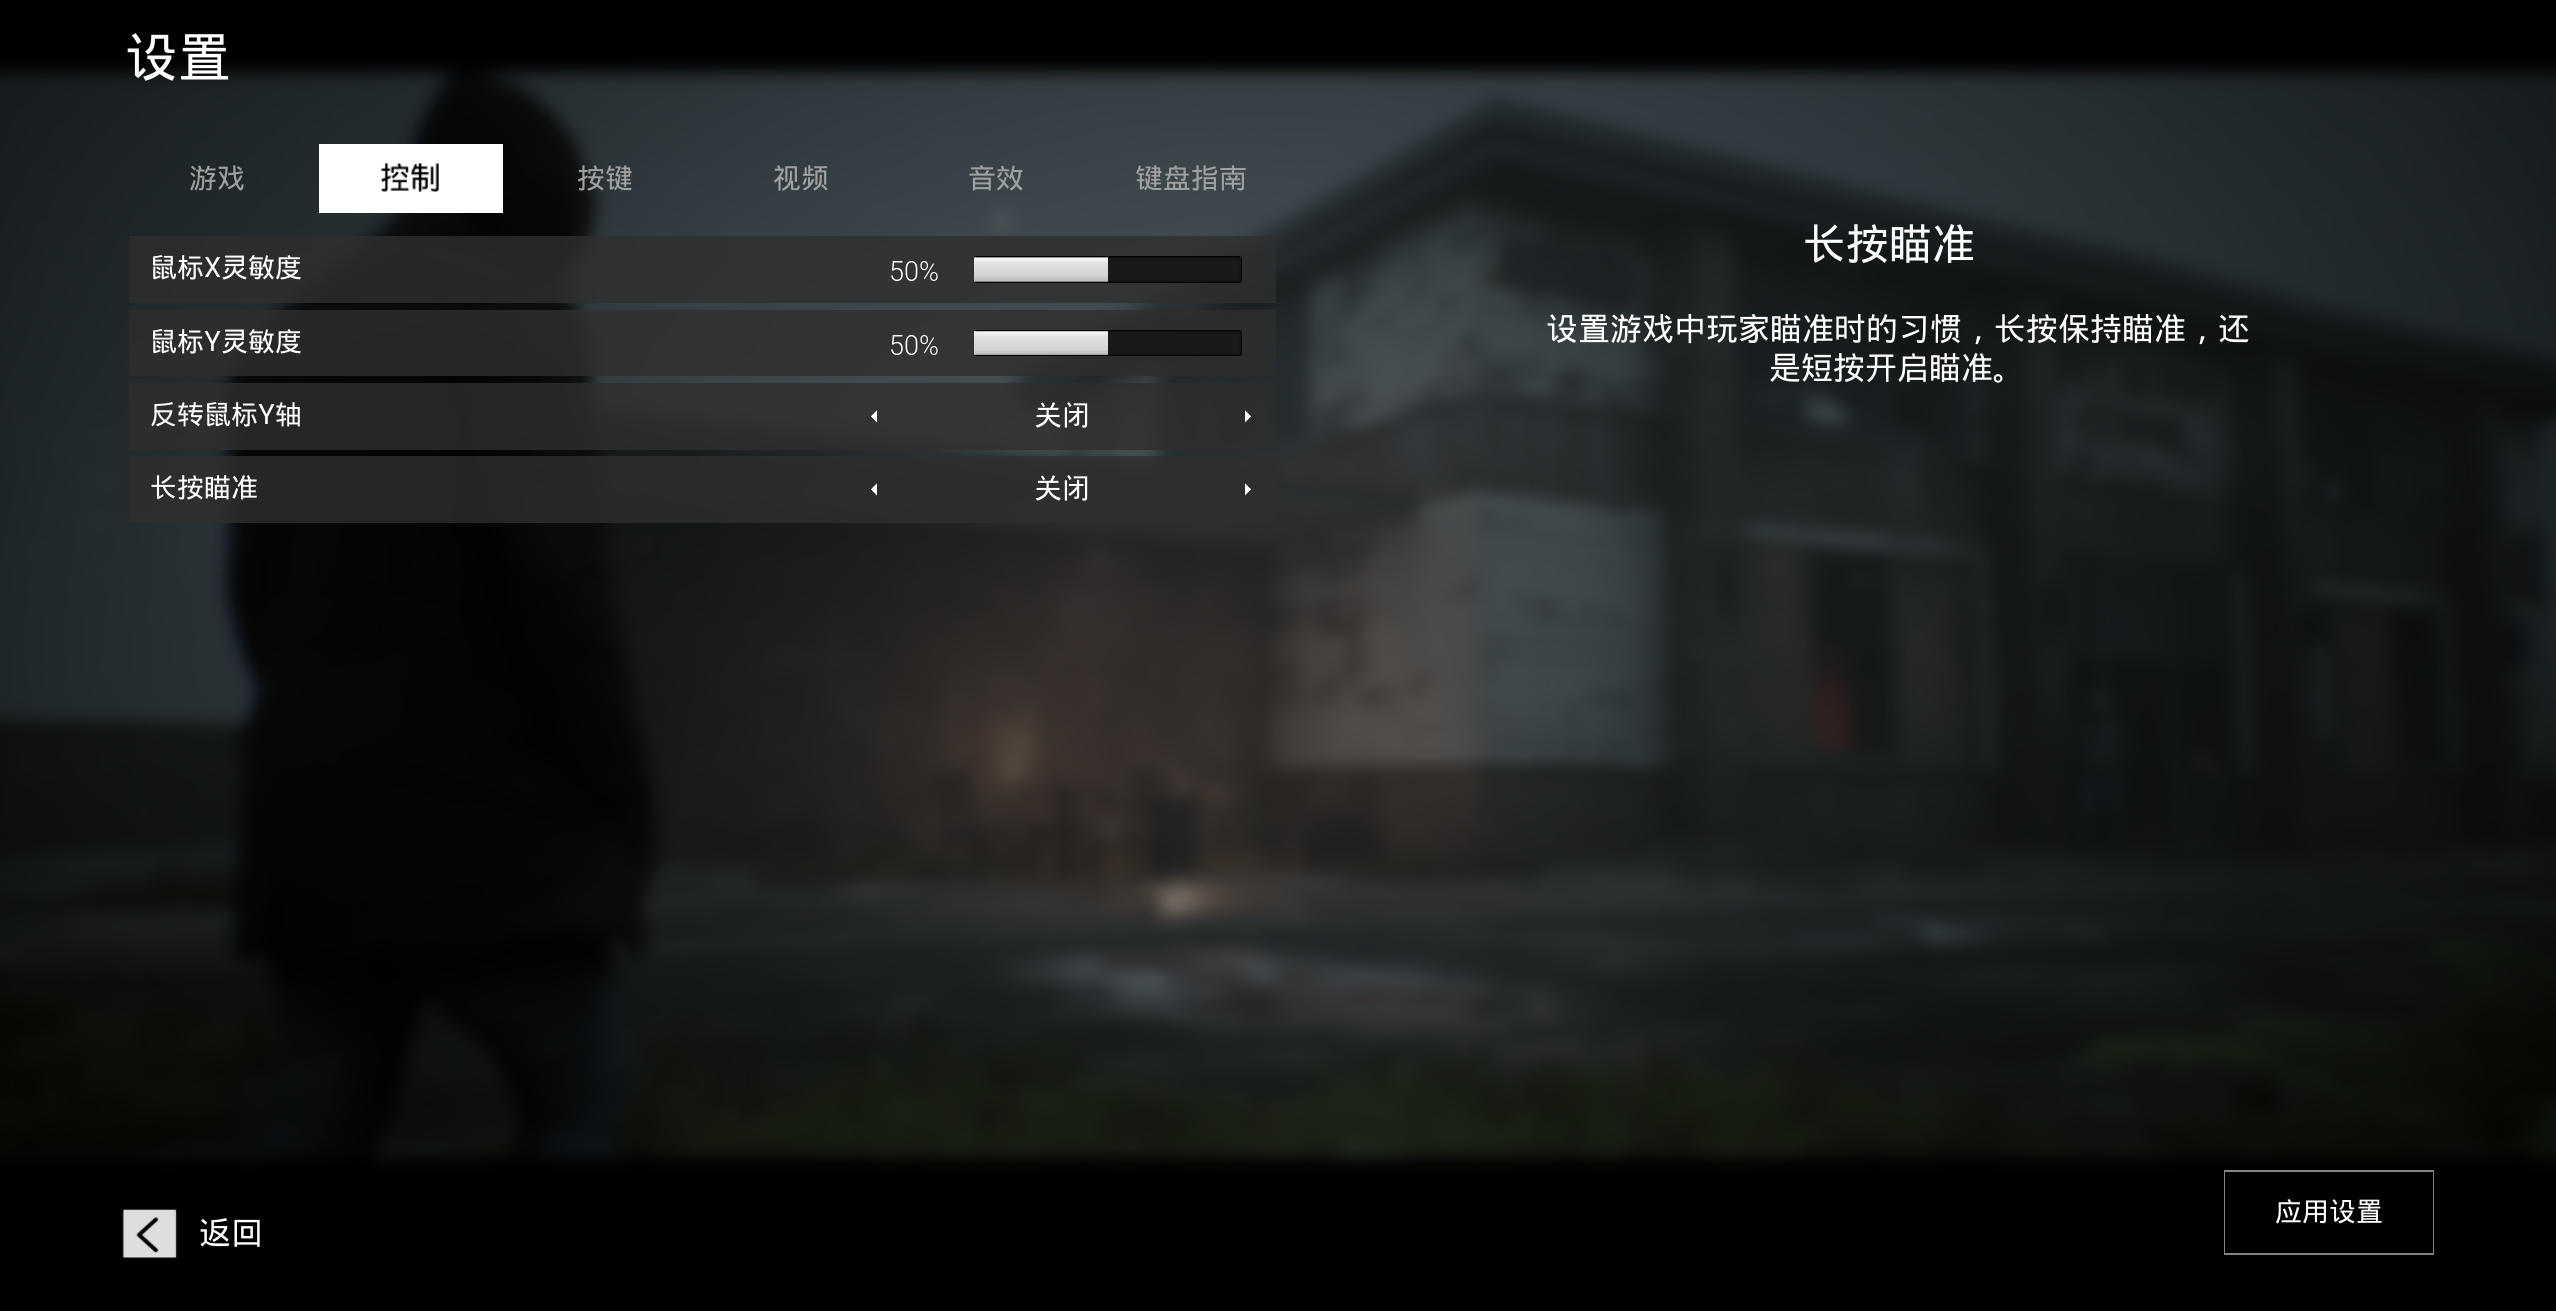 设置
游戏 控制 按键 视频 音效 键盘指南
鼠标X灵敏度 50%
鼠标Y灵敏度 50%
反转鼠标Y轴 关闭
长按瞄准 关闭
长按瞄准
设置游戏中玩家瞄准时的习惯，长按保持瞄准，还
是短按开启瞄准。
返回
应用设置